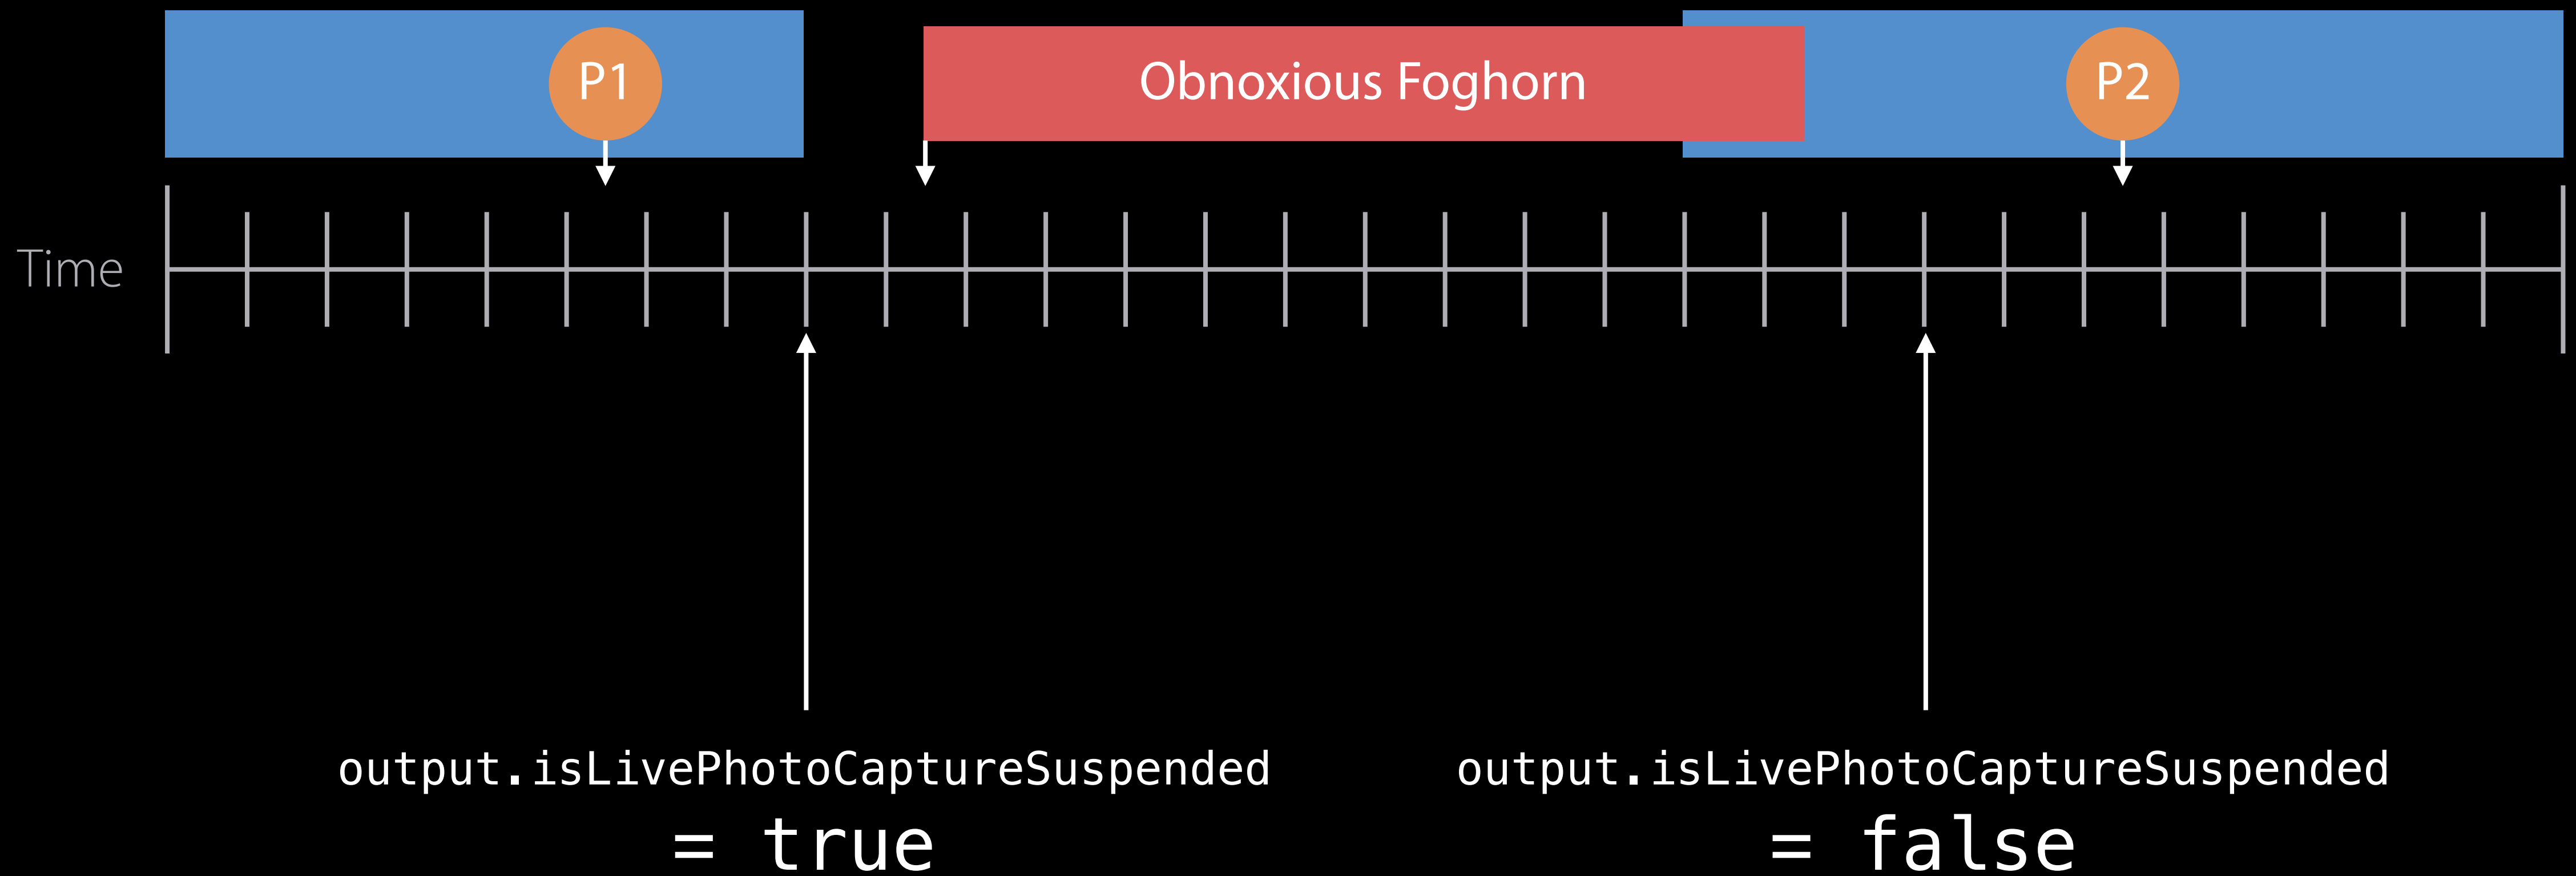 P1
Obnoxious Foghorn
P2
Time
output.isLivePhotoCaptureSuspended
= true
output.isLivePhotoCaptureSuspended
= false